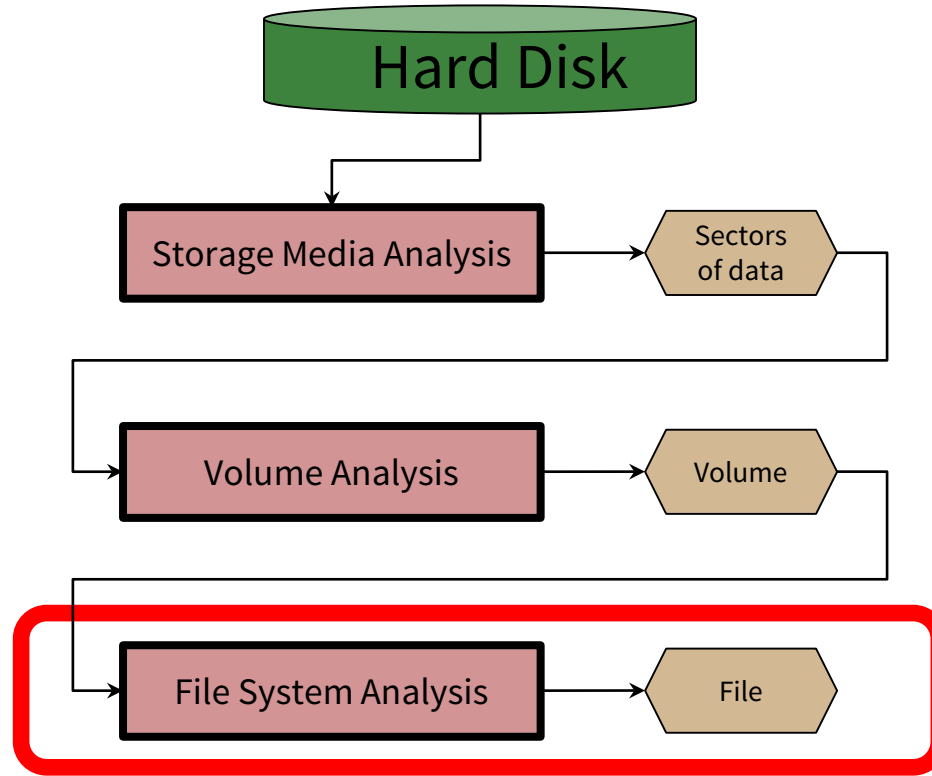 Hard Disk
Storage Media Analysis
Sectors
of data
Volume Analysis
Volume
File System Analysis
File